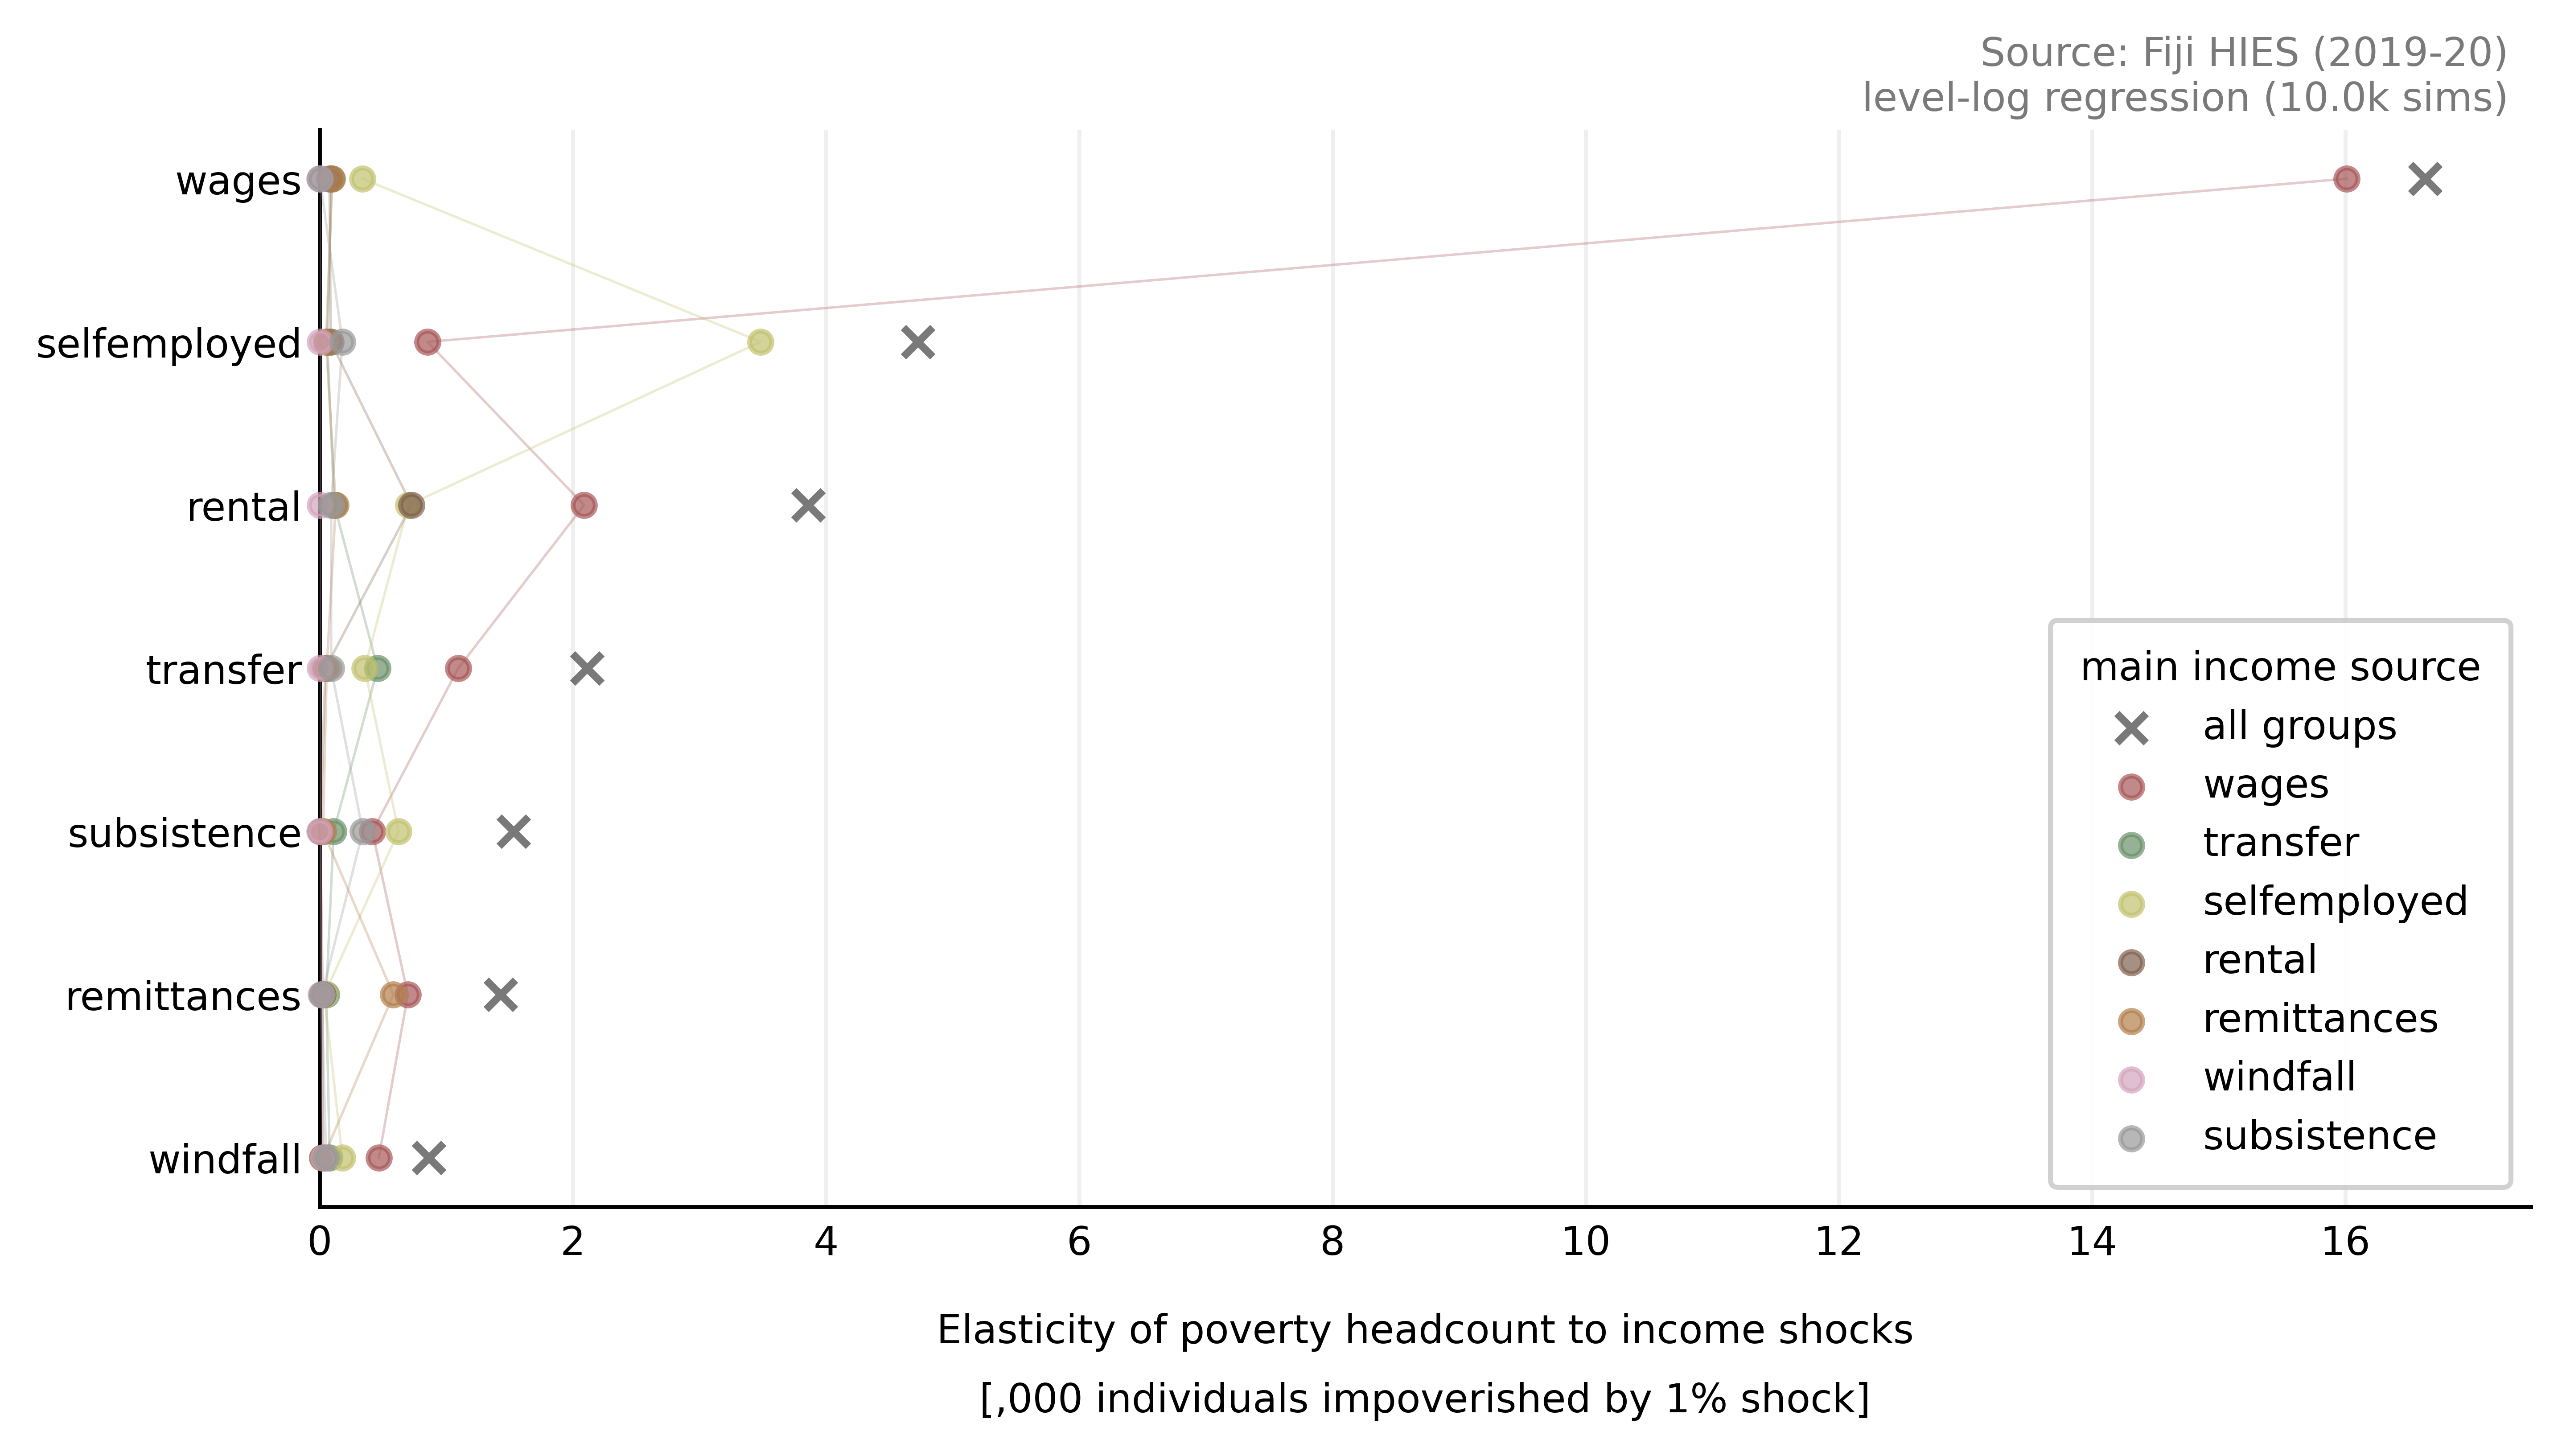 Source: Fiji HIES (2019-20)
level-log regression (10.0k sims)
wages
selfemployed
rental
transfer
subsistence
remittances
windfall
main income source
all groups
wages
transfer
selfemployed
rental
remittances
windfall
subsistence
0 2 4 6 8 10 12 14 16
Elasticity of poverty headcount to income shocks
[,000 individuals impoverished by 1% shock]